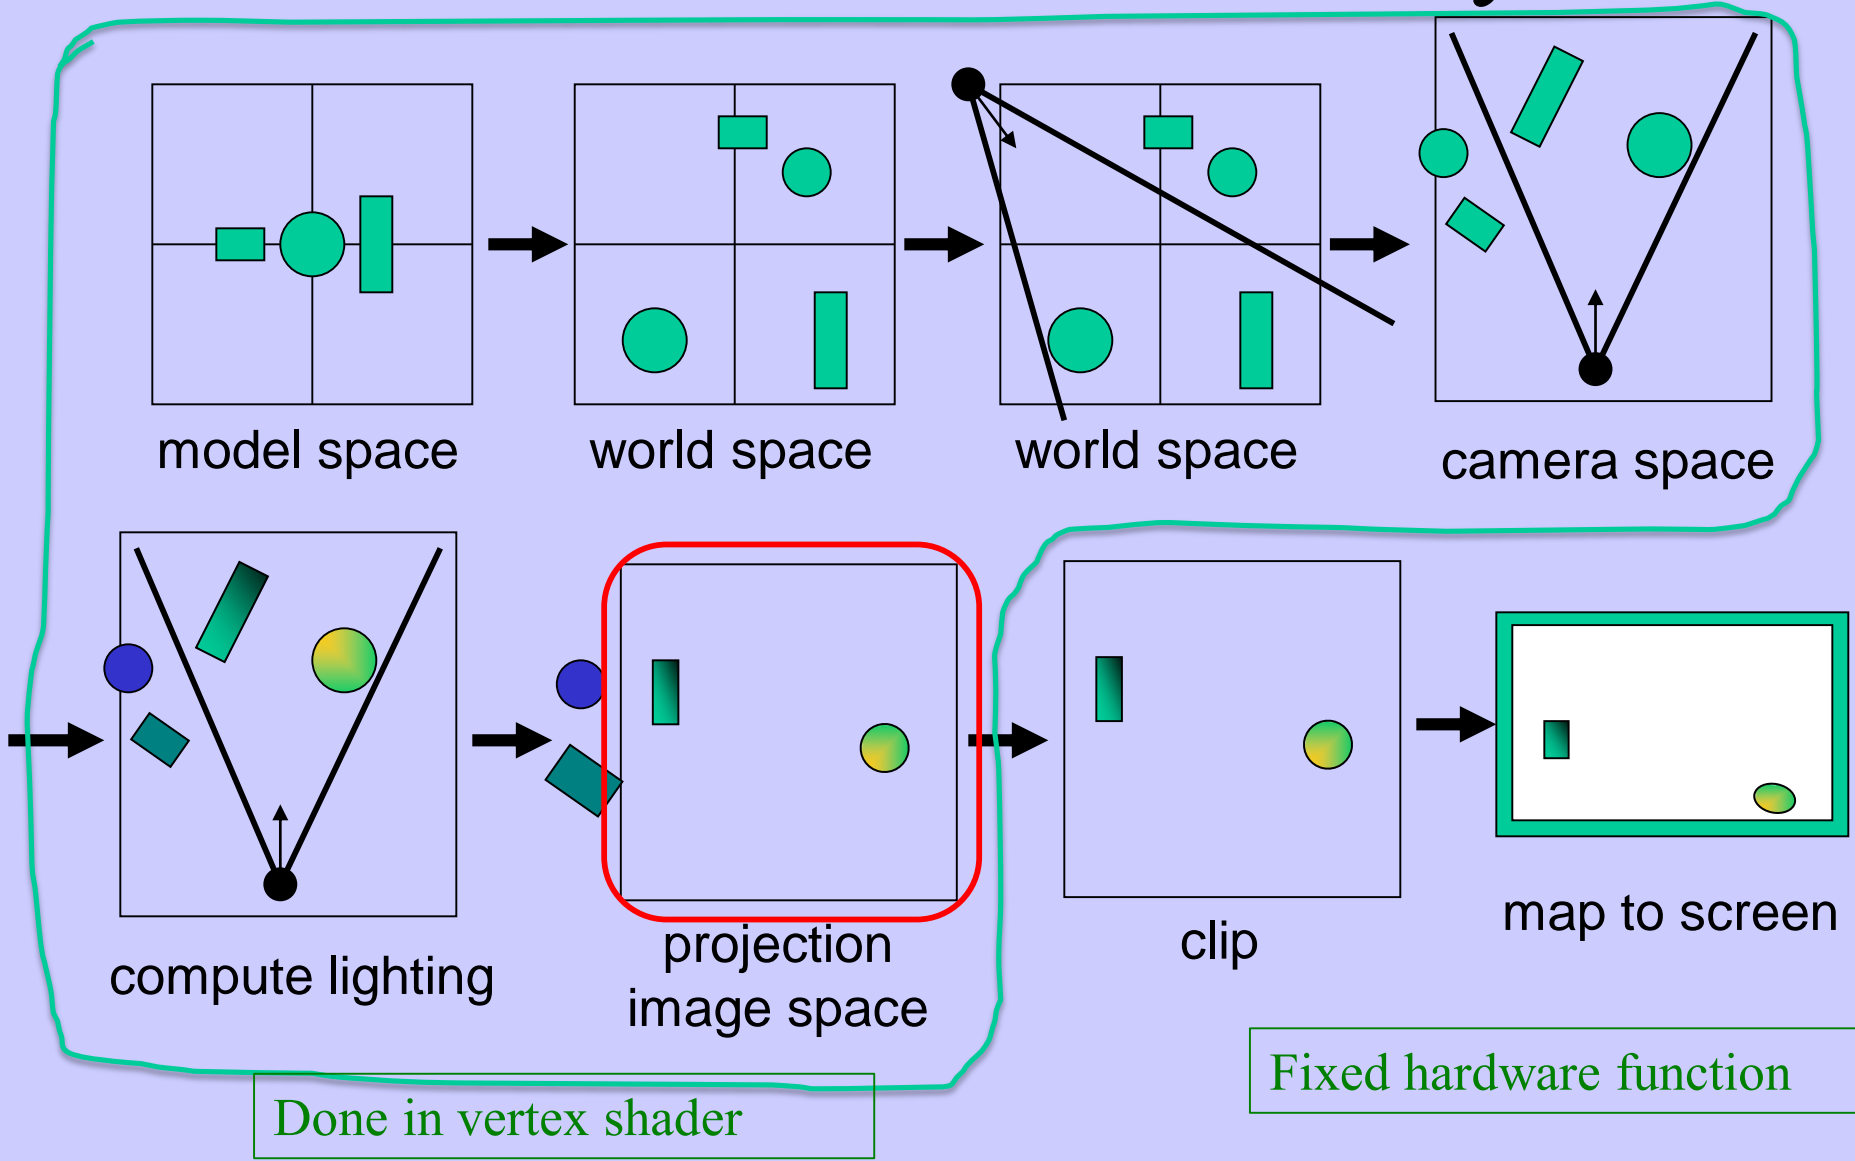 model space
world space
world space
camera space
compute lighting
projection
image space
clip
map to screen
Done in vertex shader
Fixed hardware function